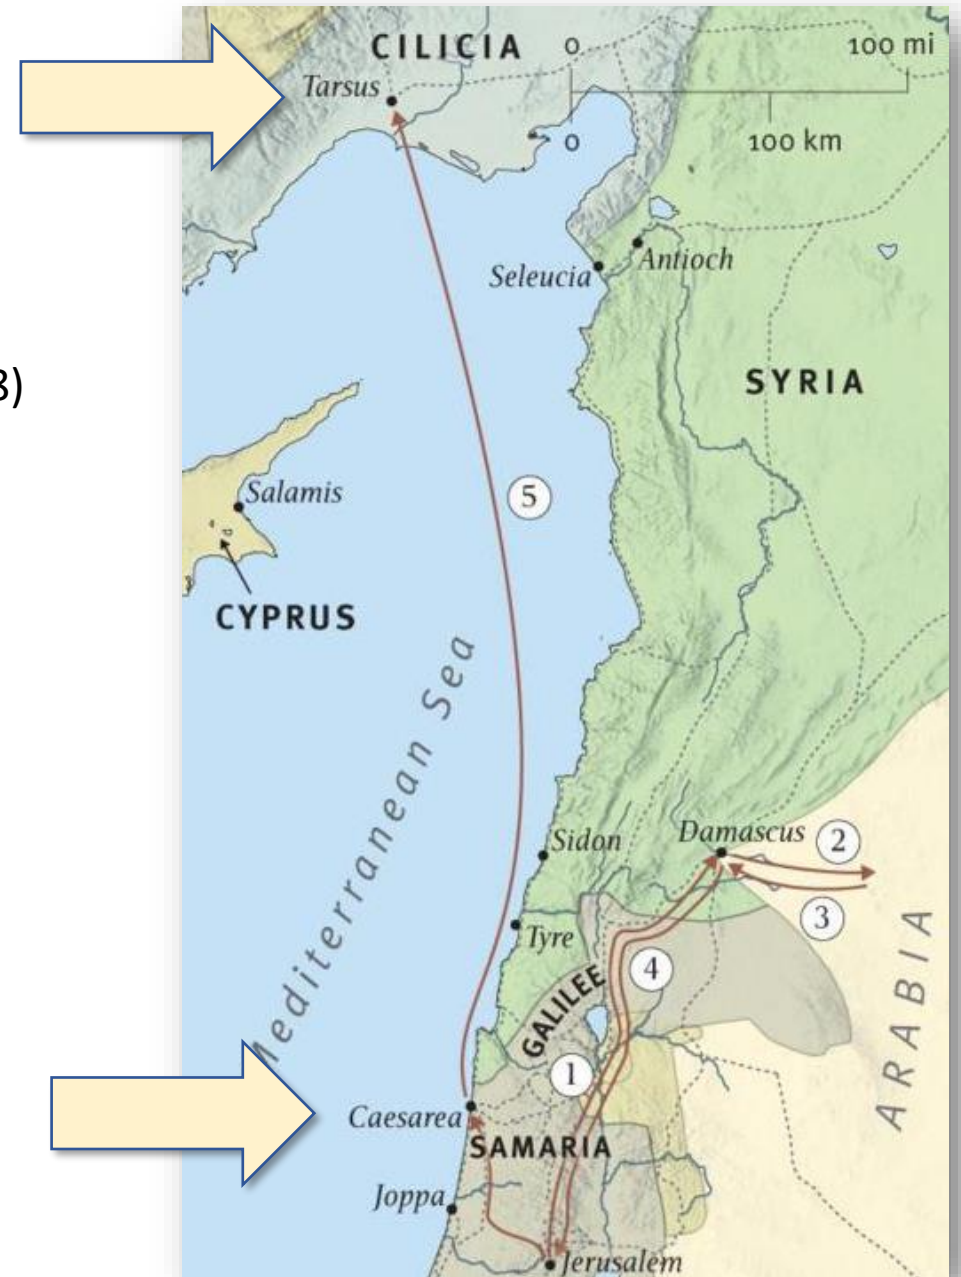 CILICIA
0
100 mi
Tarsus
0
100 km
Antioch
Seleucia
SYRIA
8)
Salamis
5
CYPRUS
Mediterranean Sea
Sidon
Damascus
2
3
Tyre
4
GALILEE
ARABIA
1
Caesarea
SAMARIA
Joppa
Jerusalem